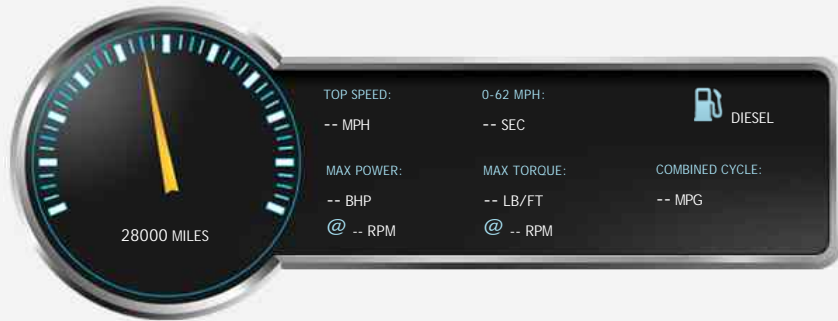 28000 MILES
TOP SPEED:
-- MPH
0-62 MPH:
-- SEC
DIESEL
MAX POWER:
-- BHP
@ -- RPM
MAX TORQUE:
-- LB/FT
@ -- RPM
COMBINED CYCLE:
-- MPG